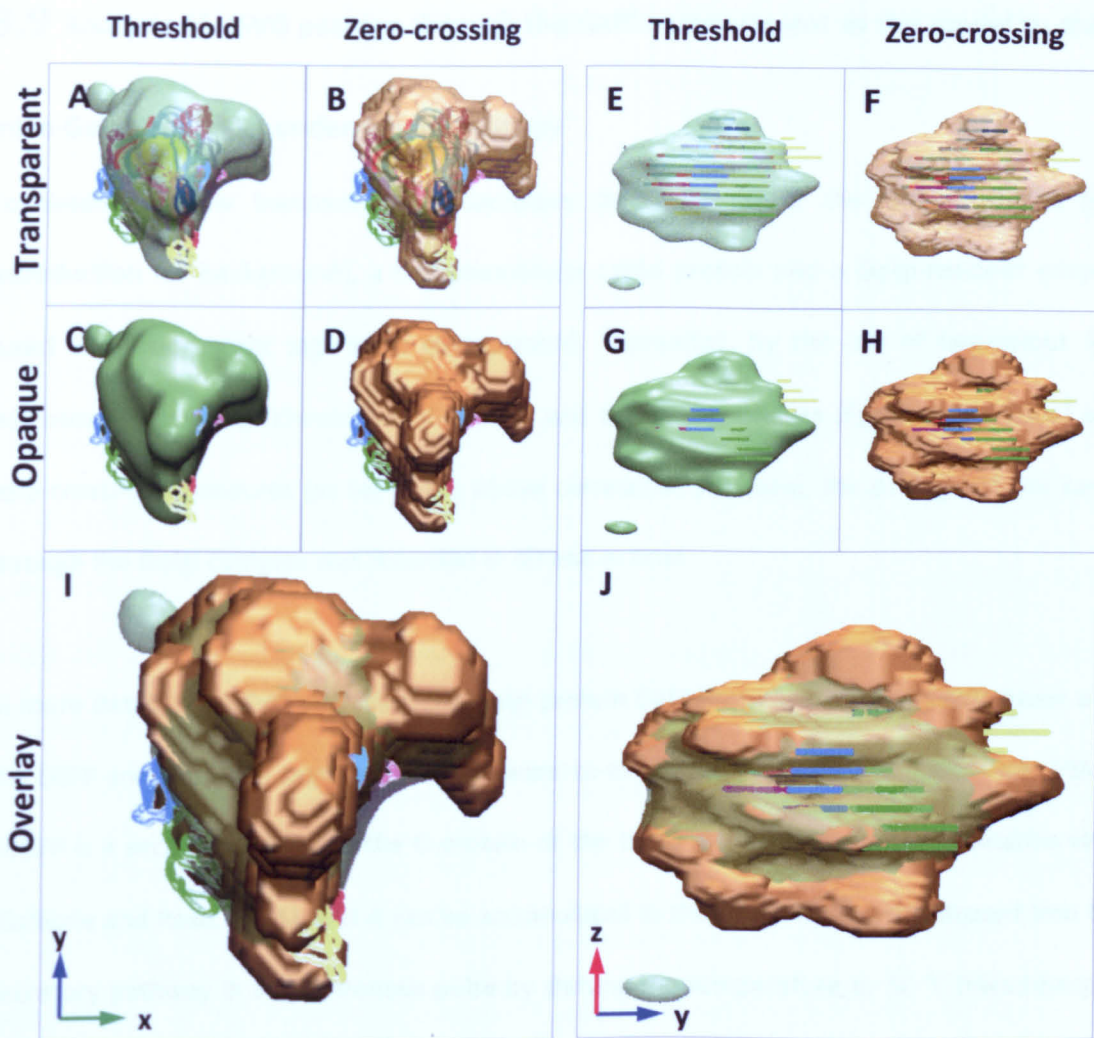 Threshold Zero-crossing Threshold Zero-crossing
Transparent
A B E F
Opaque
C D G H
Overlay
I J
y z
x y